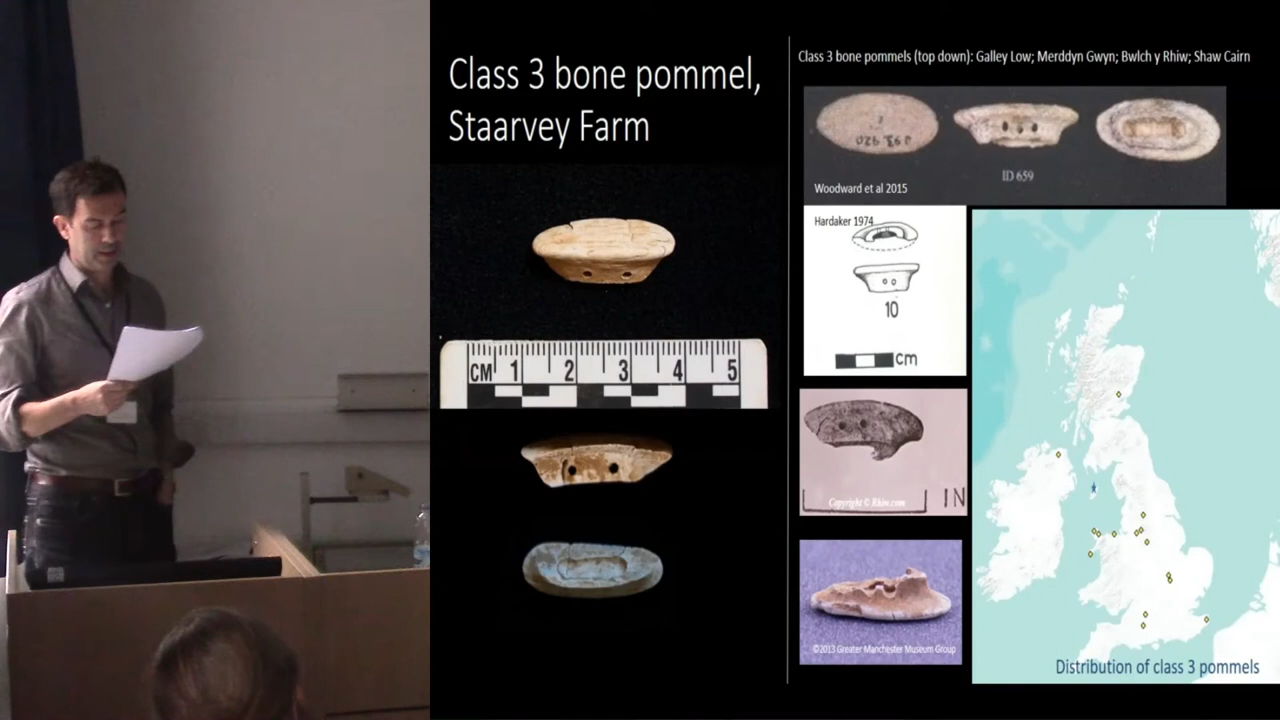 Class 3 bone pommel,
Staarvey Farm
CM 1 2 3 4 5
Class 3 bone pommels (top down): Galley Low; Merddyn Gwyn; Bwlch y Rhiw; Shaw Cairn
ID 659
Woodward et al 2015
Hardaker 1974
10
cm
Copyright © Rhiw.com
IN
©2013 Greater Manchester Museum Group
Distribution of class 3 pommels